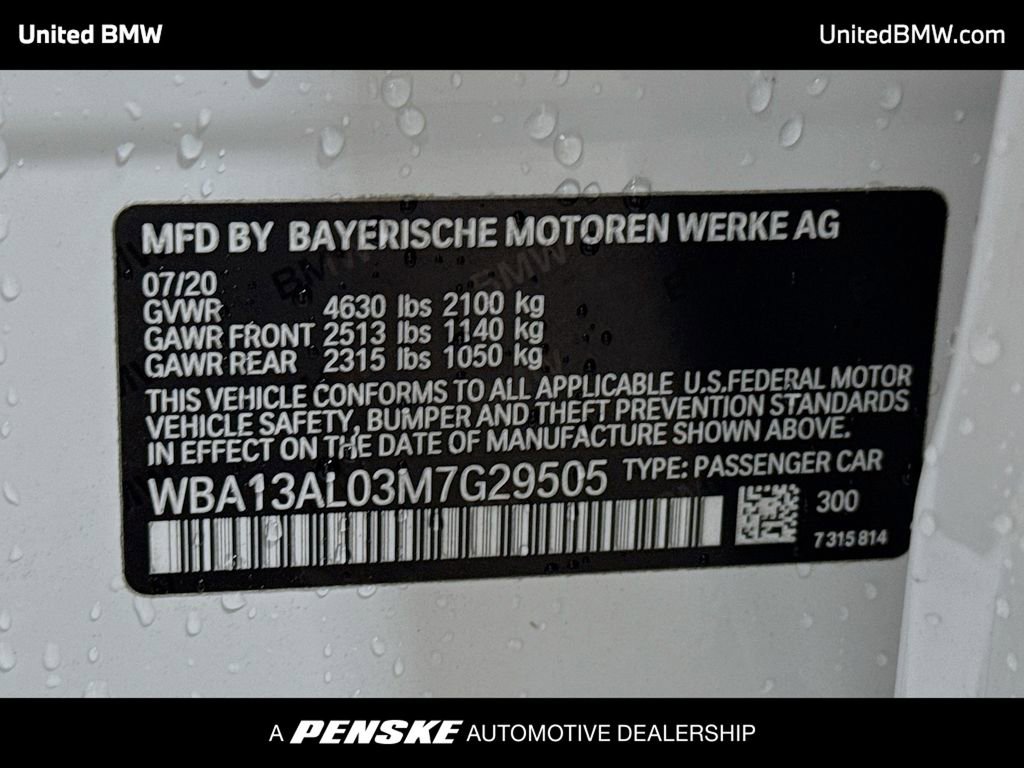 United BMW
UnitedBMW.com
MFD BY BAYERISCHE MOTOREN WERKE AG
07/20
GVWR 4630 lbs 2100 kg
GAWR FRONT 2513 lbs 1140 kg
GAWR REAR 2315 lbs 1050 kg
THIS VEHICLE CONFORMS TO ALL APPLICABLE U.S.FEDERAL MOTOR
VEHICLE SAFETY, BUMPER AND THEFT PREVENTION STANDARDS
IN EFFECT ON THE DATE OF MANUFACTURE SHOWN ABOVE.
WBA13AL03M7G29505 TYPE: PASSENGER CAR
300
7315814
A PENSKE AUTOMOTIVE DEALERSHIP